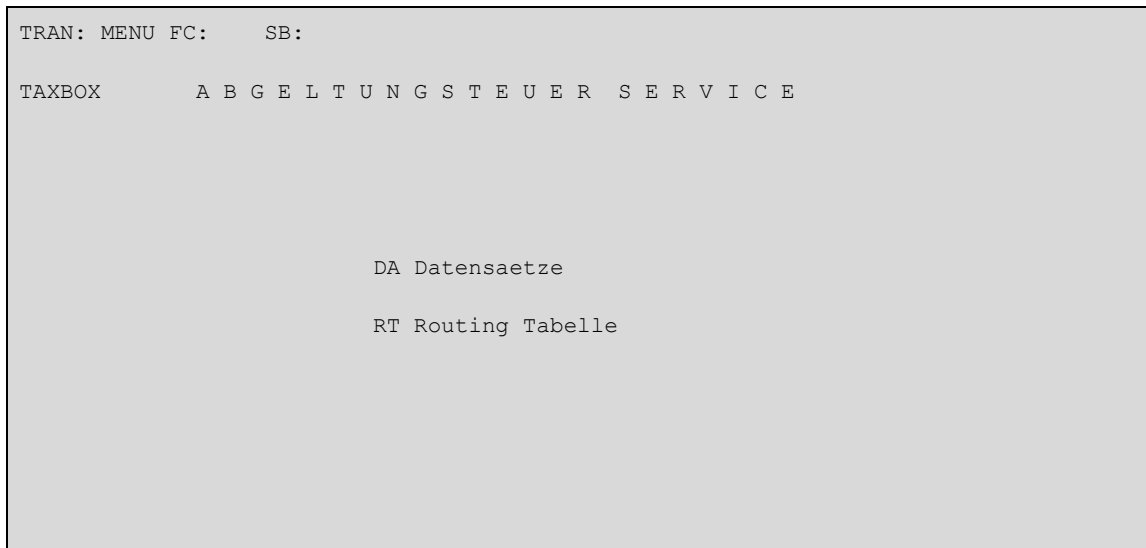 TRAN: MENU FC: SB:
TAXBOX A B G E L T U N G S T E U E R S E R V I C E
DA Datensaetze
RT Routing Tabelle